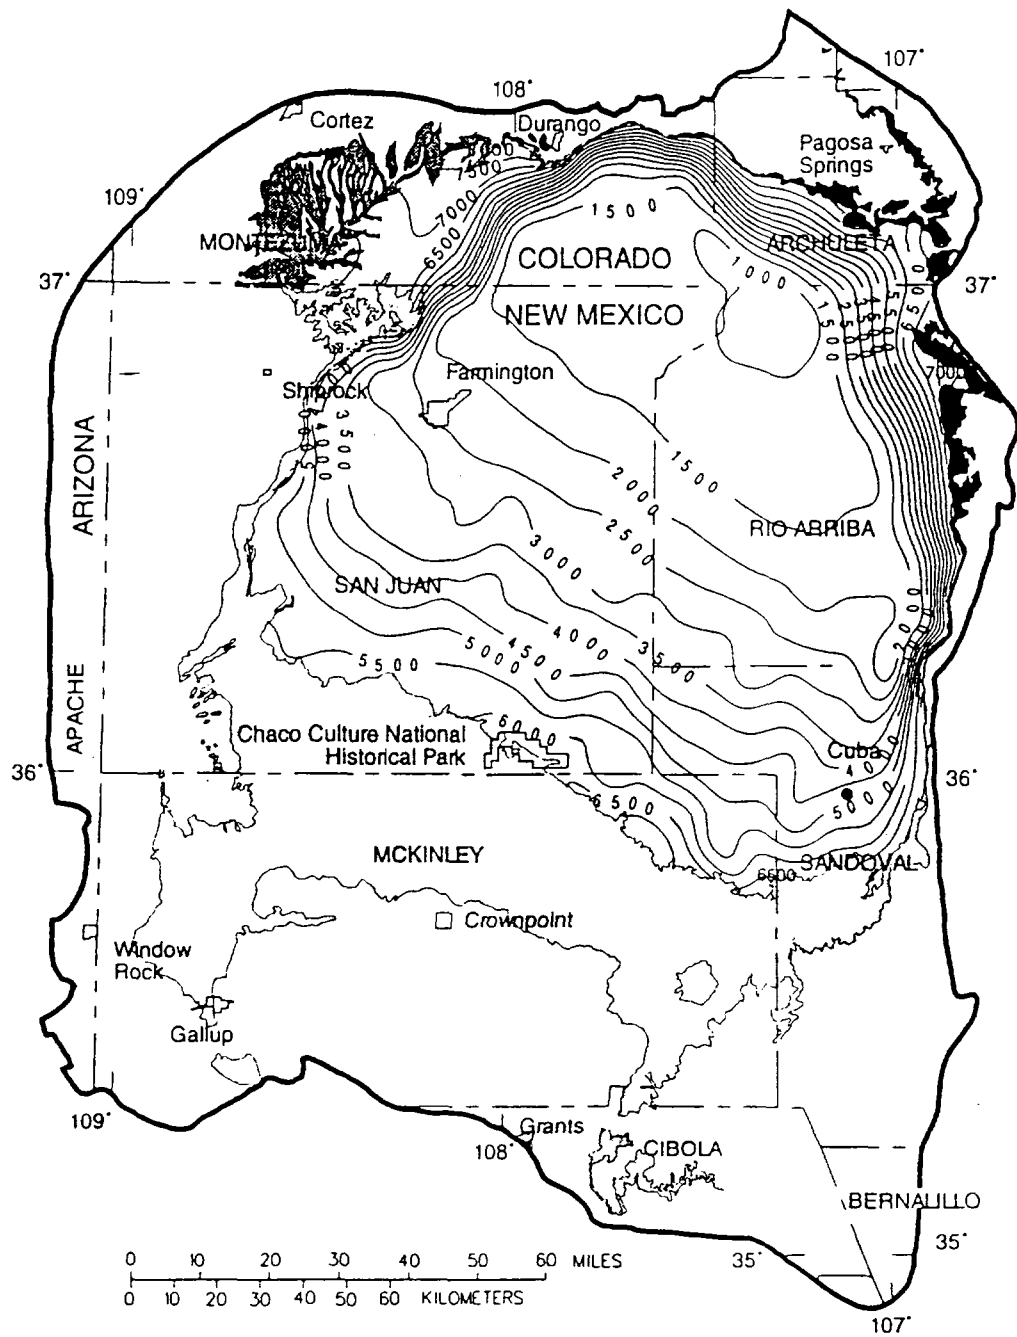 107°
108°
Cortez
Durango
Pagosa
Springs
7500
109°
7000
1500
MONTEZUMA
6500
ARCHULETA
COLORADO
1000
37°
37°
NEW MEXICO
1500
Farmington
7000
Shiprock
3500
4000
ARIZONA
1500
2000
RIO ARRIBA
2500
3000
SAN JUAN
4000
3500
4500
5000
5500
APACHE
6000
Chaco Culture National
Historical Park
Cuba
36°
36°
5000
6500
MCKINLEY
SANDOVAL
6500
Crownpoint
Window
Rock
Gallup
109°
Grants
108°
CIBOLA
BERNALILLO
35°
35°
0 10 20 30 40 50 60 MILES
0 10 20 30 40 50 60 KILOMETERS
107°